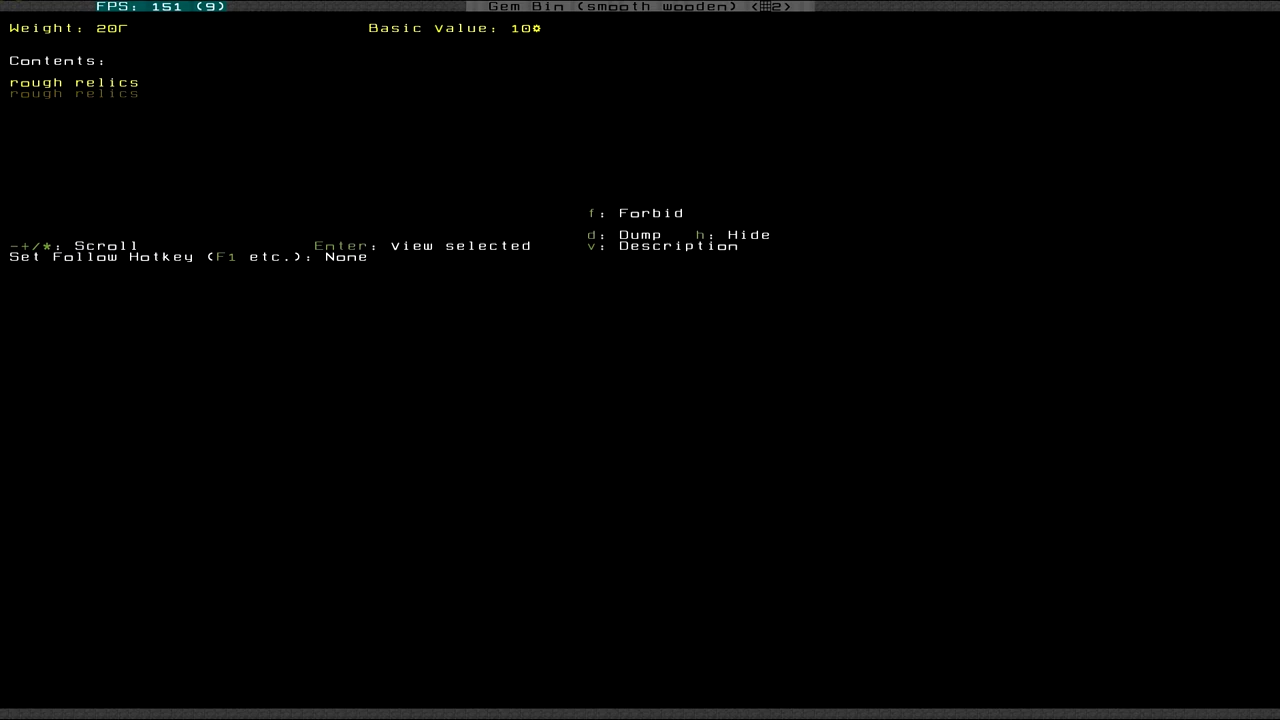 FPS: 151 (9) Gem Bin (smooth wooden) <#2>
Weight: 20Γ Basic Value: 10☼
Contents:
rough relics
rough relics
f: Forbid
d: Dump h: Hide
-+/*: Scroll Enter: View selected v: Description
Set Follow Hotkey (F1 etc.): None